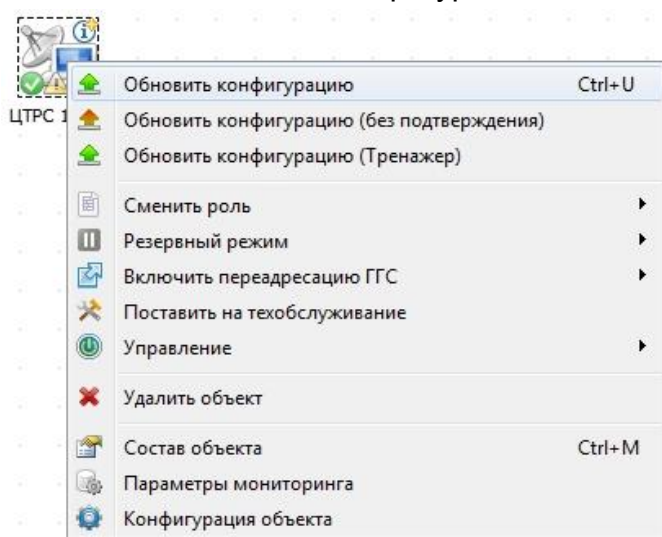 ЦТРС 1
Обновить конфигурацию Ctrl+U
Обновить конфигурацию (без подтверждения)
Обновить конфигурацию (Тренажер)
Сменить роль
Резервный режим
Включить переадресацию ГГС
Поставить на техобслуживание
Управление
Удалить объект
Состав объекта Ctrl+M
Параметры мониторинга
Конфигурация объекта